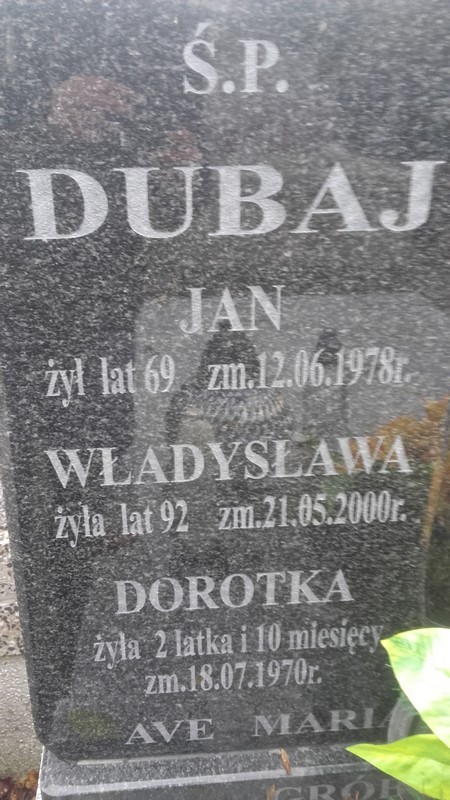 Ś.P.
DUBAJ
JAN
żył lat 69 zm.12.06.1978r.
WŁADYSŁAWA
żyła lat 92 zm.21.05.2000r.
DOROTKA
żyła 2 latka i 10 miesięcy
zm.18.07.1970r.
AVE MARIA
GRÓB